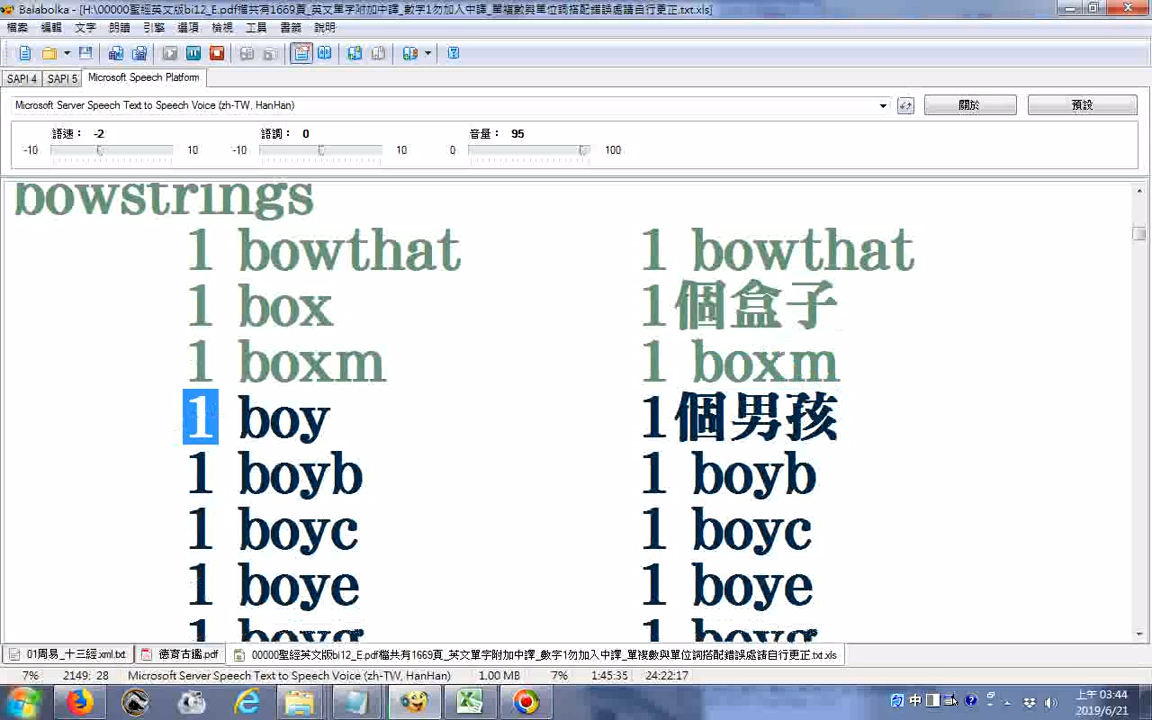 Balabolka - [H:\00000聖經英文版bi12_E.pdf檔共有1669頁_英文單字附加中譯_數字1勿加入中譯_單複數與單位詞搭配錯誤處請自行更正.txt.xls]
檔案 編輯 文字 朗讀 引擎 選項 檢視 工具 書籤 說明
SAPI 4 SAPI 5 Microsoft Speech Platform
Microsoft Server Speech Text to Speech Voice (zh-TW, HanHan) 關於 預設
語速： -2 語調： 0 音量： 95
-10 10 -10 10 0 100
bowstrings
1 bowthat 1 bowthat
1 box 1個盒子
1 boxm 1 boxm
1 boy 1個男孩
1 boyb 1 boyb
1 boyc 1 boyc
1 boye 1 boye
1 boyg 1 boyg
01周易_十三經.xml.txt 德育古鑑.pdf 00000聖經英文版bi12_E.pdf檔共有1669頁_英文單字附加中譯_數字1勿加入中譯_單複數與單位詞搭配錯誤處請自行更正.txt.xls
7% 2149: 28 Microsoft Server Speech Text to Speech Voice (zh-TW, HanHan) 1.00 MB 7% 1:45:35 24:22:17
中 上午 03:44
2019/6/21